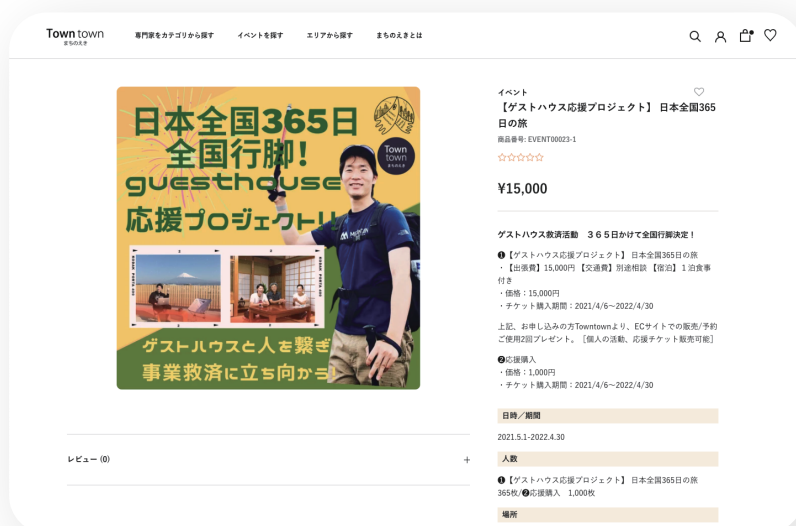 Town town
まちのえき
専門家をカテゴリから探す
イベントを探す
エリアから探す
まちのえきとは
日本全国365日
全国行脚!
guesthouse
応援プロジェクト!!
Town
town
まちのえき
ゲストハウスと人を繋ぎ
事業救済に立ち向かう!
レビュー (0)
+
イベント
【ゲストハウス応援プロジェクト】 日本全国365
日の旅
商品番号: EVENT00023-1
¥15,000
ゲストハウス救済活動　３６５日かけて全国行脚決定！
❶【ゲストハウス応援プロジェクト】 日本全国365日の旅
・【出張費】15,000円 【交通費】別途相談 【宿泊】１泊食事
付き
・価格：15,000円
・チケット購入期間：2021/4/6〜2022/4/30
上記、お申し込みの方Towntownより、ECサイトでの販売/予約
ご使用2回プレゼント。［個人の活動、応援チケット販売可能］
❷応援購入
・価格：1,000円
・チケット購入期間：2021/4/6〜2022/4/30
日時／期間
2021.5.1-2022.4.30
人数
❶【ゲストハウス応援プロジェクト】 日本全国365日の旅
365枚/❷応援購入　1,000枚
場所